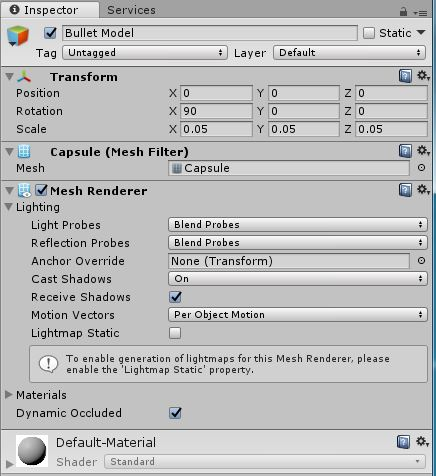 Inspector Services
Bullet Model Static
Tag Untagged Layer Default
Transform
Position X 0 Y 0 Z 0
Rotation X 90 Y 0 Z 0
Scale X 0.05 Y 0.05 Z 0.05
Capsule (Mesh Filter)
Mesh Capsule
Mesh Renderer
Lighting
Light Probes Blend Probes
Reflection Probes Blend Probes
Anchor Override None (Transform)
Cast Shadows On
Receive Shadows
Motion Vectors Per Object Motion
Lightmap Static
To enable generation of lightmaps for this Mesh Renderer, please
enable the 'Lightmap Static' property.
Materials
Dynamic Occluded
Default-Material
Shader Standard